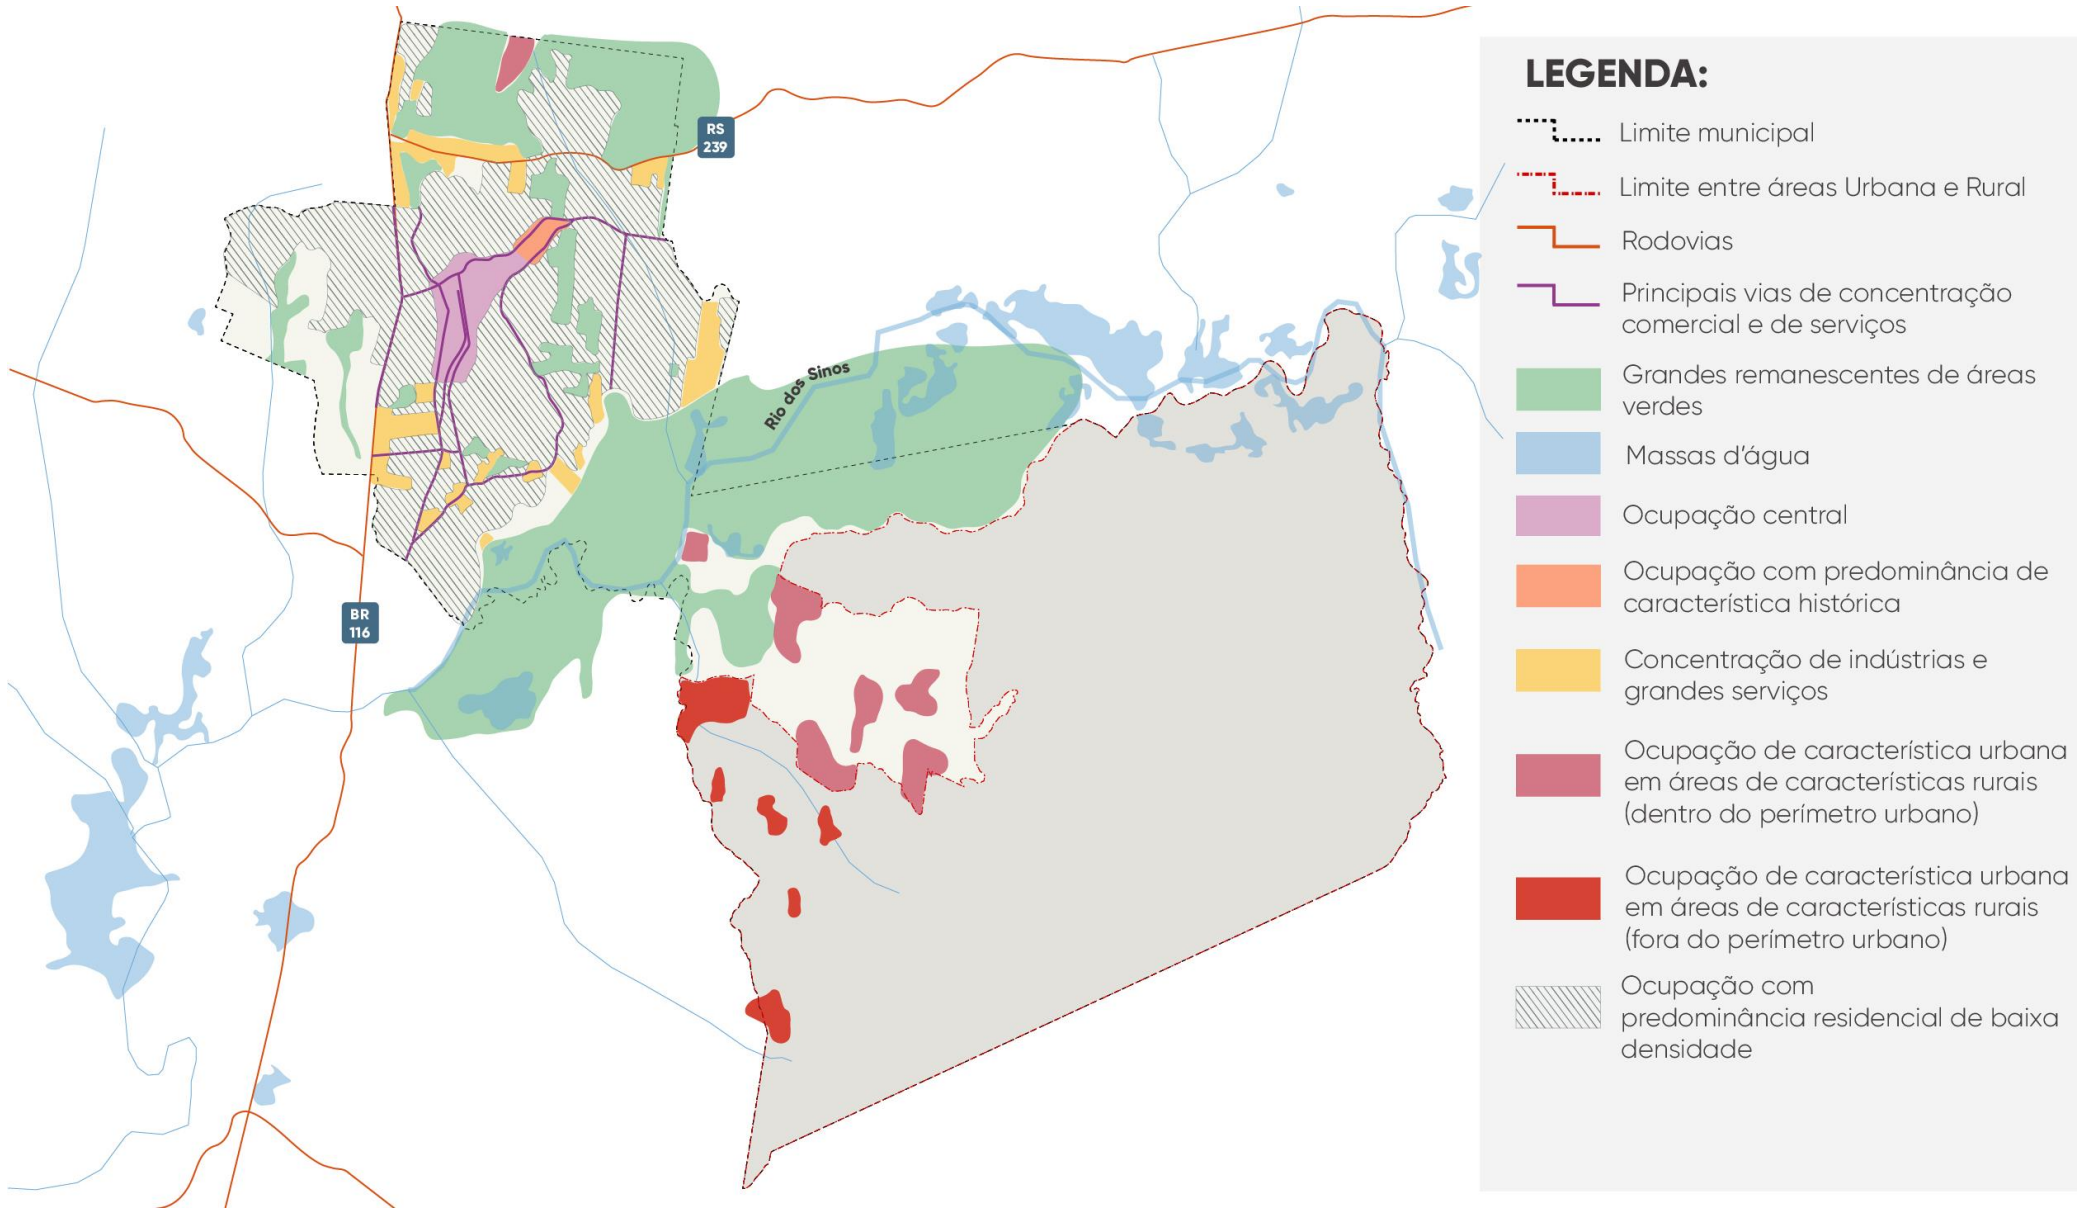 RS
239
Rio dos Sinos
BR
116
LEGENDA:
Limite municipal
Limite entre áreas Urbana e Rural
Rodovias
Principais vias de concentração
comercial e de serviços
Grandes remanescentes de áreas
verdes
Massas d'água
Ocupação central
Ocupação com predominância de
característica histórica
Concentração de indústrias e
grandes serviços
Ocupação de característica urbana
em áreas de características rurais
(dentro do perímetro urbano)
Ocupação de característica urbana
em áreas de características rurais
(fora do perímetro urbano)
Ocupação com
predominância residencial de baixa
densidade